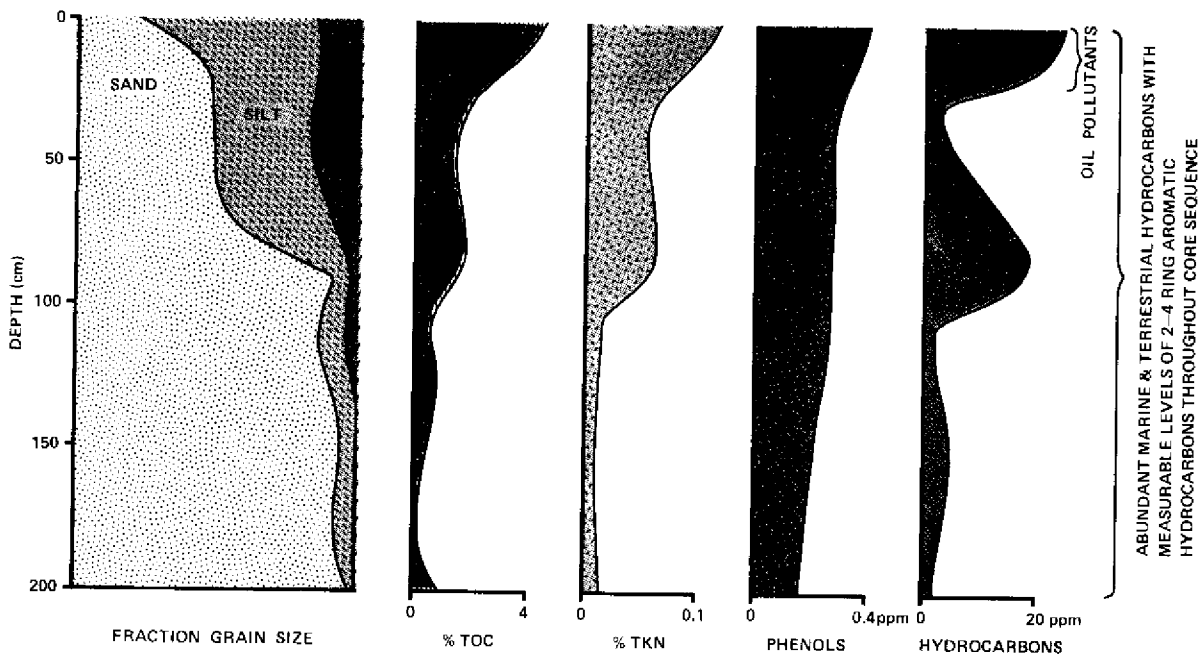 0
50
100
150
200
DEPTH (cm)
SAND
SILT
FRACTION GRAIN SIZE
0 4
% TOC
0 0.1
% TKN
0 0.4ppm
PHENOLS
0 20 ppm
HYDROCARBONS
OIL POLLUTANTS
ABUNDANT MARINE & TERRESTRIAL HYDROCARBONS WITH
MEASURABLE LEVELS OF 2–4 RING AROMATIC
HYDROCARBONS THROUGHOUT CORE SEQUENCE